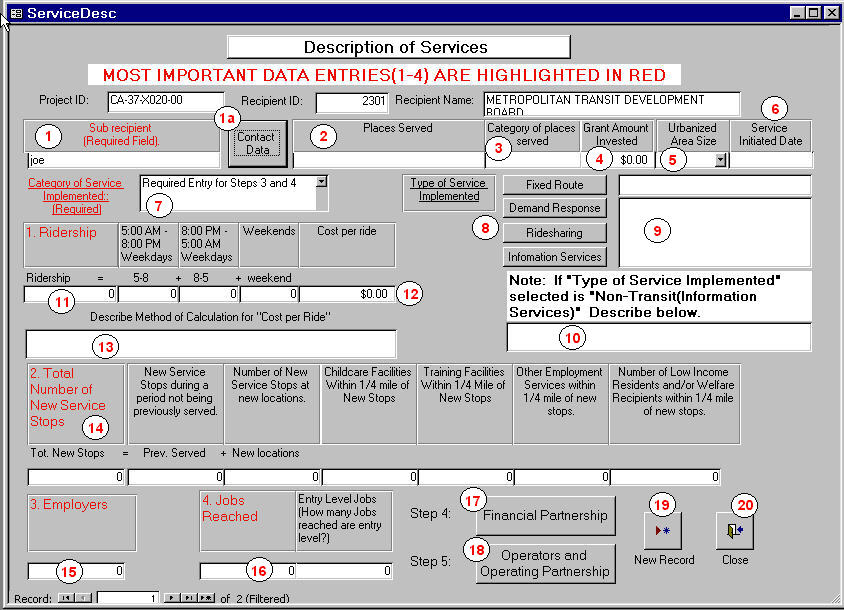 ServiceDesc
Description of Services
MOST IMPORTANT DATA ENTRIES(1-4) ARE HIGHLIGHTED IN RED
Project ID: CA-37-X020-00 Recipient ID: 2301 Recipient Name: METROPOLITAN TRANSIT DEVELOPMENT
BOARD
1 Sub recipient
(Required Field).
joe
1a
Contact
Data
2 Places Served
Category of places
served
3
Grant Amount
Invested
4 $0.00
Urbanized
Area Size
5
6
Service
Initiated Date
Category of Service
Implemented::
(Required)
Required Entry for Steps 3 and 4
7
Type of Service
Implemented
8
Fixed Route
Demand Response
Ridesharing
Infomation Services
9
1. Ridership
5:00 AM -
8:00 PM
Weekdays
8:00 PM -
5:00 AM
Weekdays
Weekends
Cost per ride
Ridership = 5-8 + 8-5 + weekend
11 0 0 0 0 $0.00 12
Note: If "Type of Service Implemented"
selected is "Non-Transit(Information
Services)" Describe below.
10
Describe Method of Calculation for "Cost per Ride"
13
2. Total
Number of
New Service
Stops
14
New Service
Stops during a
period not being
previously served.
Number of New
Service Stops at
new locations.
Childcare Facilities
Within 1/4 mile of
New Stops
Training Facilities
Within 1/4 Mile of
New Stops
Other Employment
Services within
1/4 mile of new
stops.
Number of Low Income
Residents and/or Welfare
Recipients within 1/4 mile
of new stops.
Tot. New Stops = Prev. Served + New locations
0 0 0 0 0 0 0
3. Employers
15 0
4. Jobs
Reached
Entry Level Jobs
(How many Jobs
reached are entry
level?)
16 0 0
Step 4:
17
Financial Partnership
Step 5:
18
Operators and
Operating Partnership
19
New Record
20
Close
Record: 1 of 2 (Filtered)